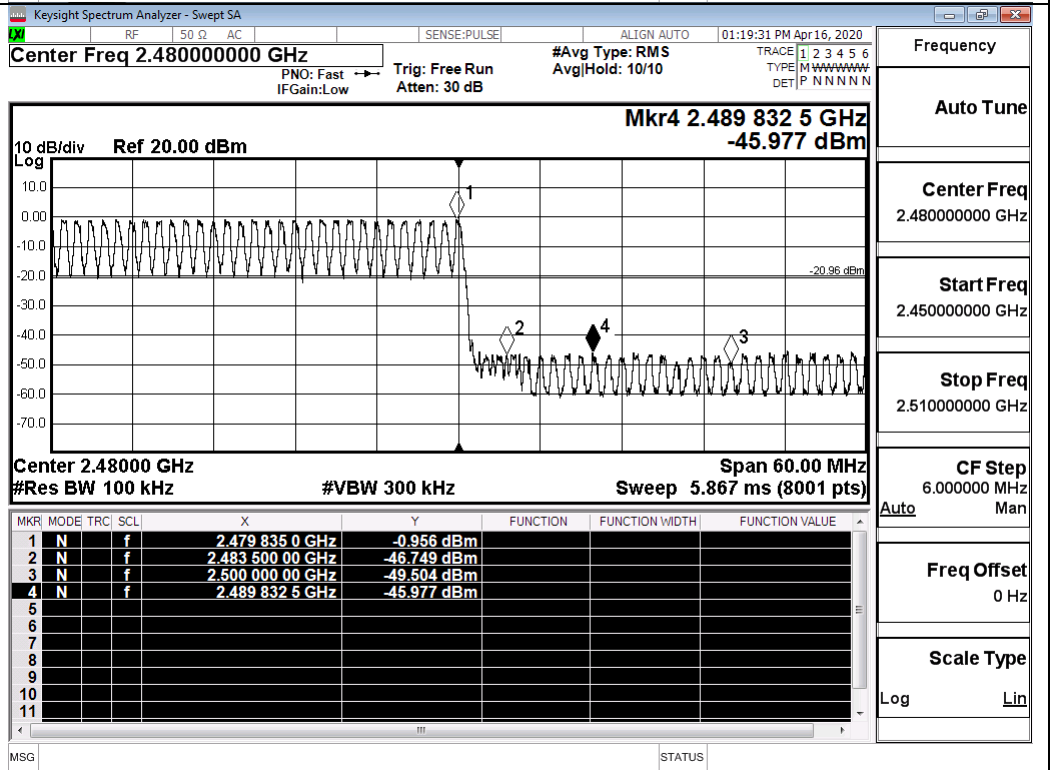 Keysight Spectrum Analyzer - Swept SA
LXI RF 50 Ω AC SENSE:PULSE ALIGN AUTO 01:19:31 PM Apr 16, 2020
Center Freq 2.480000000 GHz
PNO: Fast
IFGain:Low
Trig: Free Run
Atten: 30 dB
#Avg Type: RMS
Avg|Hold: 10/10
TRACE 1 2 3 4 5 6
TYPE M WWWWW
DET P NNNNN
Mkr4 2.489 832 5 GHz
-45.977 dBm
10 dB/div Ref 20.00 dBm
Log
10.0
0.00
-10.0
-20.0
-30.0
-40.0
-50.0
-60.0
-70.0
1
2
4
3
-20.96 dBm
Center 2.48000 GHz Span 60.00 MHz
#Res BW 100 kHz #VBW 300 kHz Sweep 5.867 ms (8001 pts)
MKR MODE TRC SCL X Y FUNCTION FUNCTION WIDTH FUNCTION VALUE
1 N f 2.479 835 0 GHz -0.956 dBm
2 N f 2.483 500 00 GHz -46.749 dBm
3 N f 2.500 000 00 GHz -49.504 dBm
4 N f 2.489 832 5 GHz -45.977 dBm
5
6
7
8
9
10
11
MSG STATUS
Frequency
Auto Tune
Center Freq
2.480000000 GHz
Start Freq
2.450000000 GHz
Stop Freq
2.510000000 GHz
CF Step
6.000000 MHz
Auto Man
Freq Offset
0 Hz
Scale Type
Log Lin